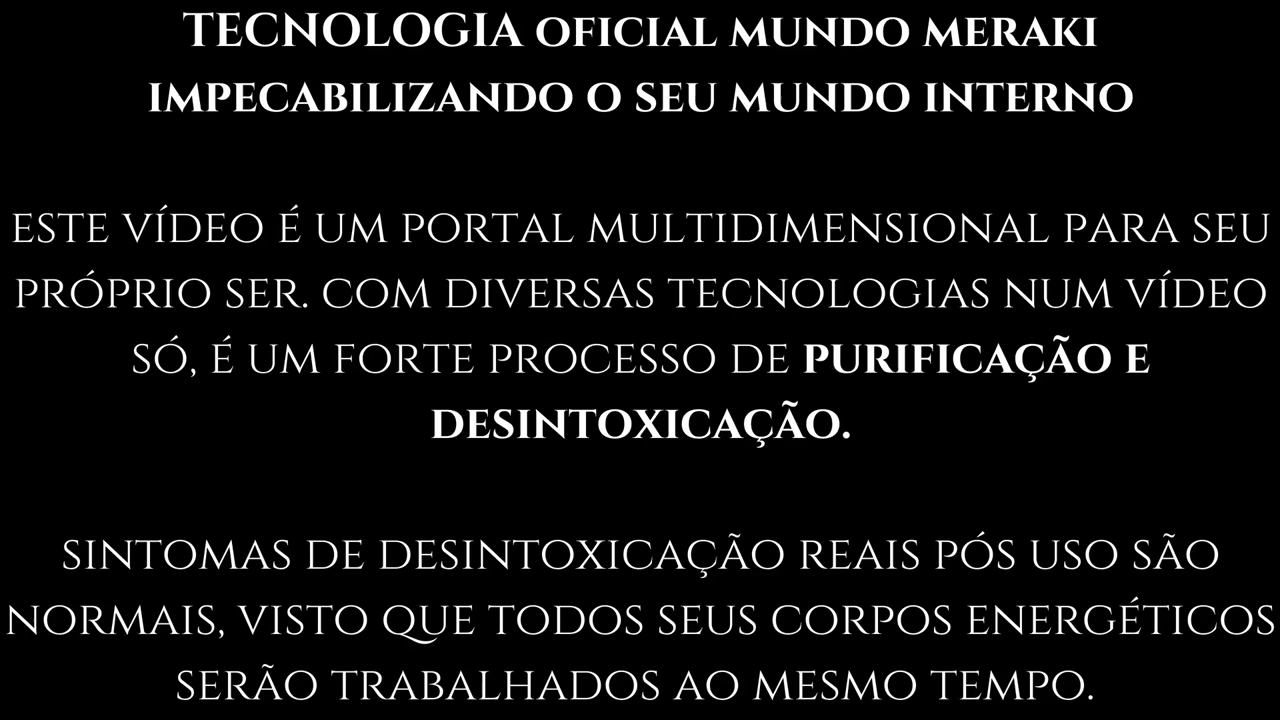 TECNOLOGIA OFICIAL MUNDO MERAKI
IMPECABILIZANDO O SEU MUNDO INTERNO
ESTE VÍDEO É UM PORTAL MULTIDIMENSIONAL PARA SEU
PRÓPRIO SER. COM DIVERSAS TECNOLOGIAS NUM VÍDEO
SÓ, É UM FORTE PROCESSO DE PURIFICAÇÃO E
DESINTOXICAÇÃO.
SINTOMAS DE DESINTOXICAÇÃO REAIS PÓS USO SÃO
NORMAIS, VISTO QUE TODOS SEUS CORPOS ENERGÉTICOS
SERÃO TRABALHADOS AO MESMO TEMPO.